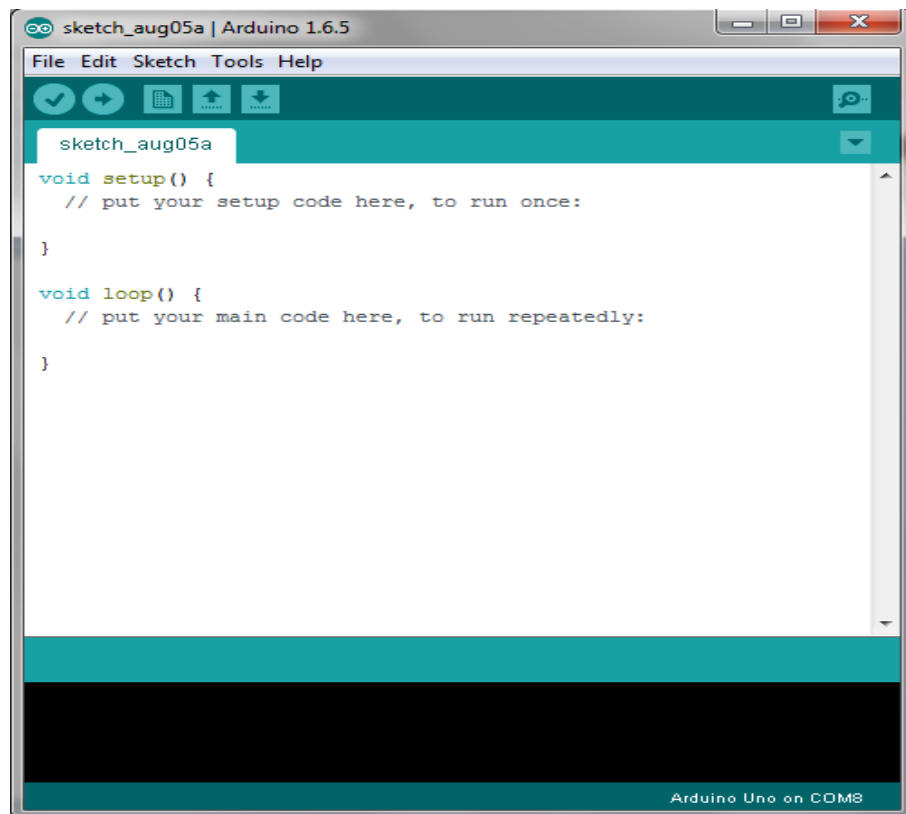 sketch_aug05a | Arduino 1.6.5
File Edit Sketch Tools Help
sketch_aug05a
void setup() {
  // put your setup code here, to run once:
}
void loop() {
  // put your main code here, to run repeatedly:
}
Arduino Uno on COM8